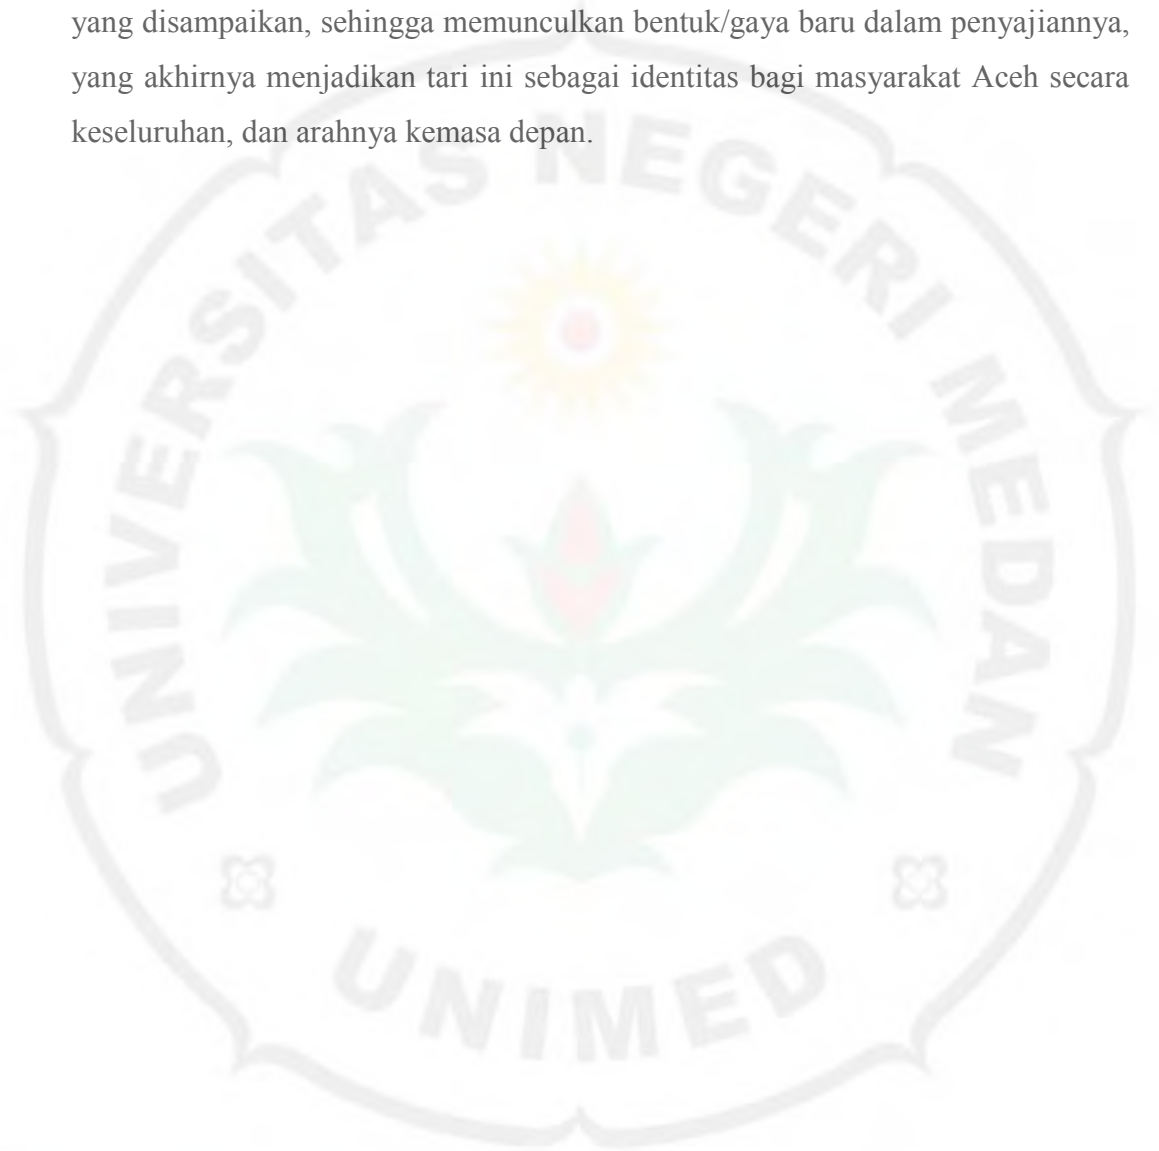 yang disampaikan, sehingga memunculkan bentuk/gaya baru dalam penyajiannya,
yang akhirnya menjadikan tari ini sebagai identitas bagi masyarakat Aceh secara
keseluruhan, dan arahnya kemasa depan.
UNIVERSITAS NEGERI MEDAN
UNIMED